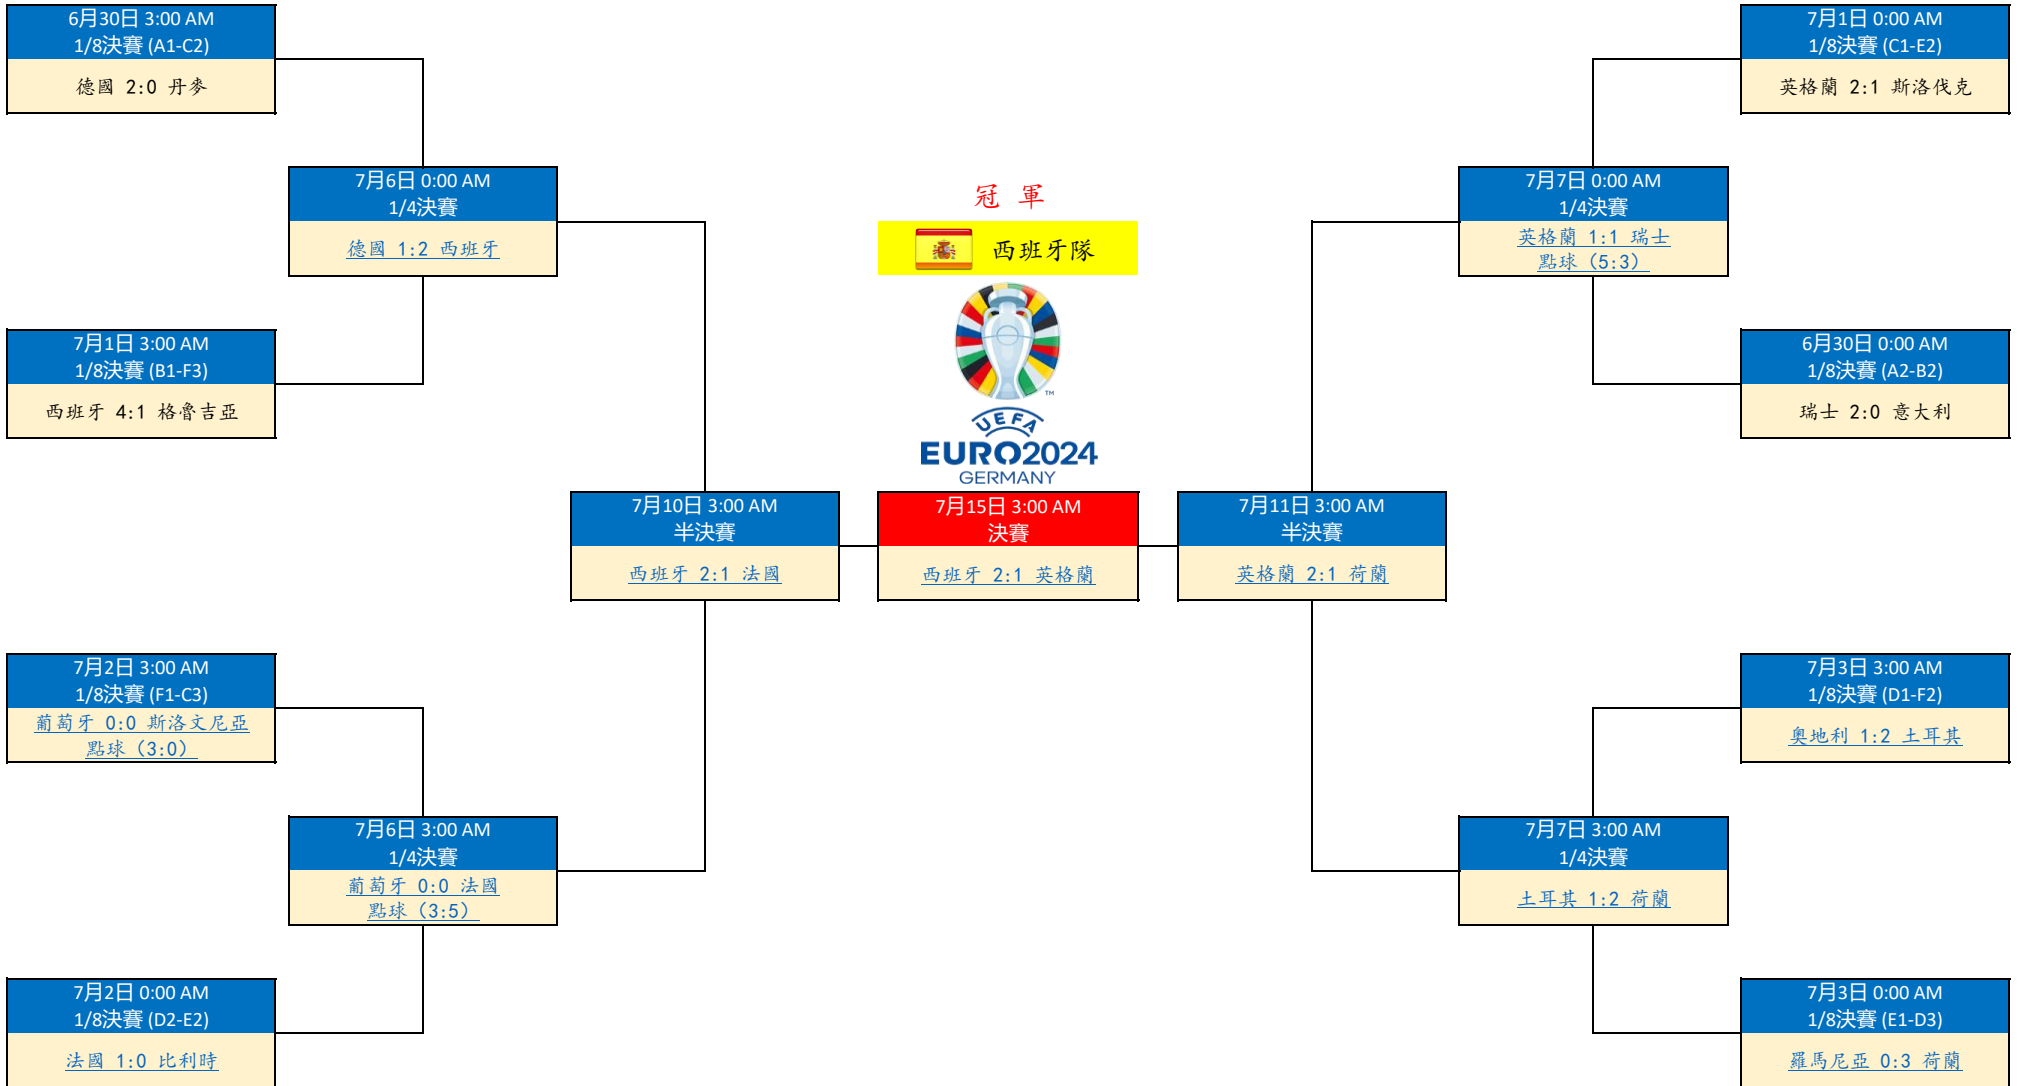 6月30日 3:00 AM
1/8決賽 (A1-C2)
德國 2:0 丹麥
7月6日 0:00 AM
1/4決賽
德國 1:2 西班牙
7月1日 3:00 AM
1/8決賽 (B1-F3)
西班牙 4:1 格魯吉亞
7月10日 3:00 AM
半決賽
西班牙 2:1 法國
7月2日 3:00 AM
1/8決賽 (F1-C3)
葡萄牙 0:0 斯洛文尼亞
點球（3:0）
7月6日 3:00 AM
1/4決賽
葡萄牙 0:0 法國
點球（3:5）
7月2日 0:00 AM
1/8決賽 (D2-E2)
法國 1:0 比利時
冠 軍
西班牙隊
TM
UEFA
EURO2024
GERMANY
7月15日 3:00 AM
決賽
西班牙 2:1 英格蘭
7月1日 0:00 AM
1/8決賽 (C1-E2)
英格蘭 2:1 斯洛伐克
7月7日 0:00 AM
1/4決賽
英格蘭 1:1 瑞士
點球（5:3）
6月30日 0:00 AM
1/8決賽 (A2-B2)
瑞士 2:0 意大利
7月11日 3:00 AM
半決賽
英格蘭 2:1 荷蘭
7月3日 3:00 AM
1/8決賽 (D1-F2)
奧地利 1:2 土耳其
7月7日 3:00 AM
1/4決賽
土耳其 1:2 荷蘭
7月3日 0:00 AM
1/8決賽 (E1-D3)
羅馬尼亞 0:3 荷蘭